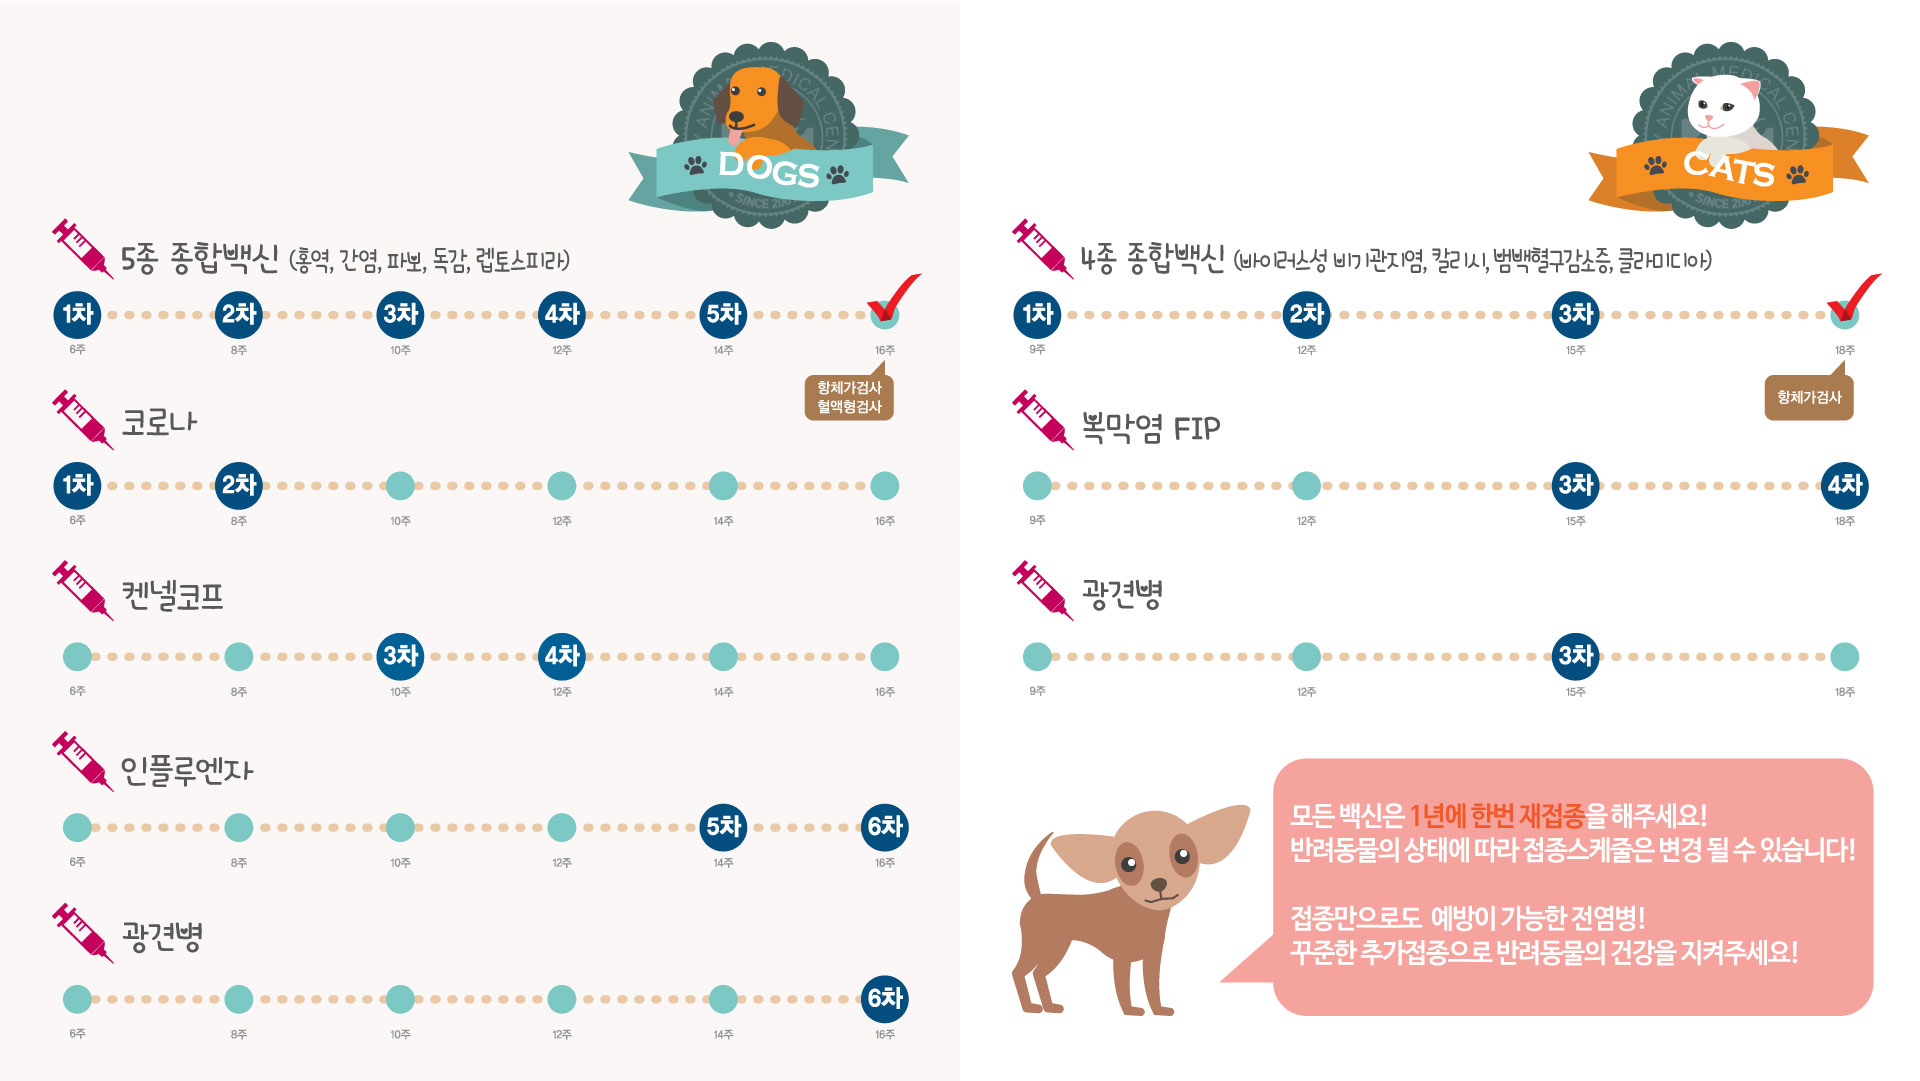 ANIMAL MEDICAL CEN
DOGS
SINCE 200
5종 종합백신 (홍역, 간염, 파보, 독감, 렙토스피라)
1차 2차 3차 4차 5차
6주 8주 10주 12주 14주 16주
항체가검사
혈액형검사
코로나
1차 2차
6주 8주 10주 12주 14주 16주
켄넬코프
3차 4차
6주 8주 10주 12주 14주 16주
인플루엔자
5차 6차
6주 8주 10주 12주 14주 16주
광견병
6차
6주 8주 10주 12주 14주 16주
ANIMAL MEDICAL CEN
CATS
SINCE 200
4종 종합백신 (바이러스성 비기관지염, 칼리시, 범백혈구감소증, 클라미디아)
1차 2차 3차
9주 12주 15주 18주
항체가검사
복막염 FIP
3차 4차
9주 12주 15주 18주
광견병
3차
9주 12주 15주 18주
모든 백신은 1년에 한번 재접종을 해주세요!
반려동물의 상태에 따라 접종스케줄은 변경 될 수 있습니다!
접종만으로도 예방이 가능한 전염병!
꾸준한 추가접종으로 반려동물의 건강을 지켜주세요!